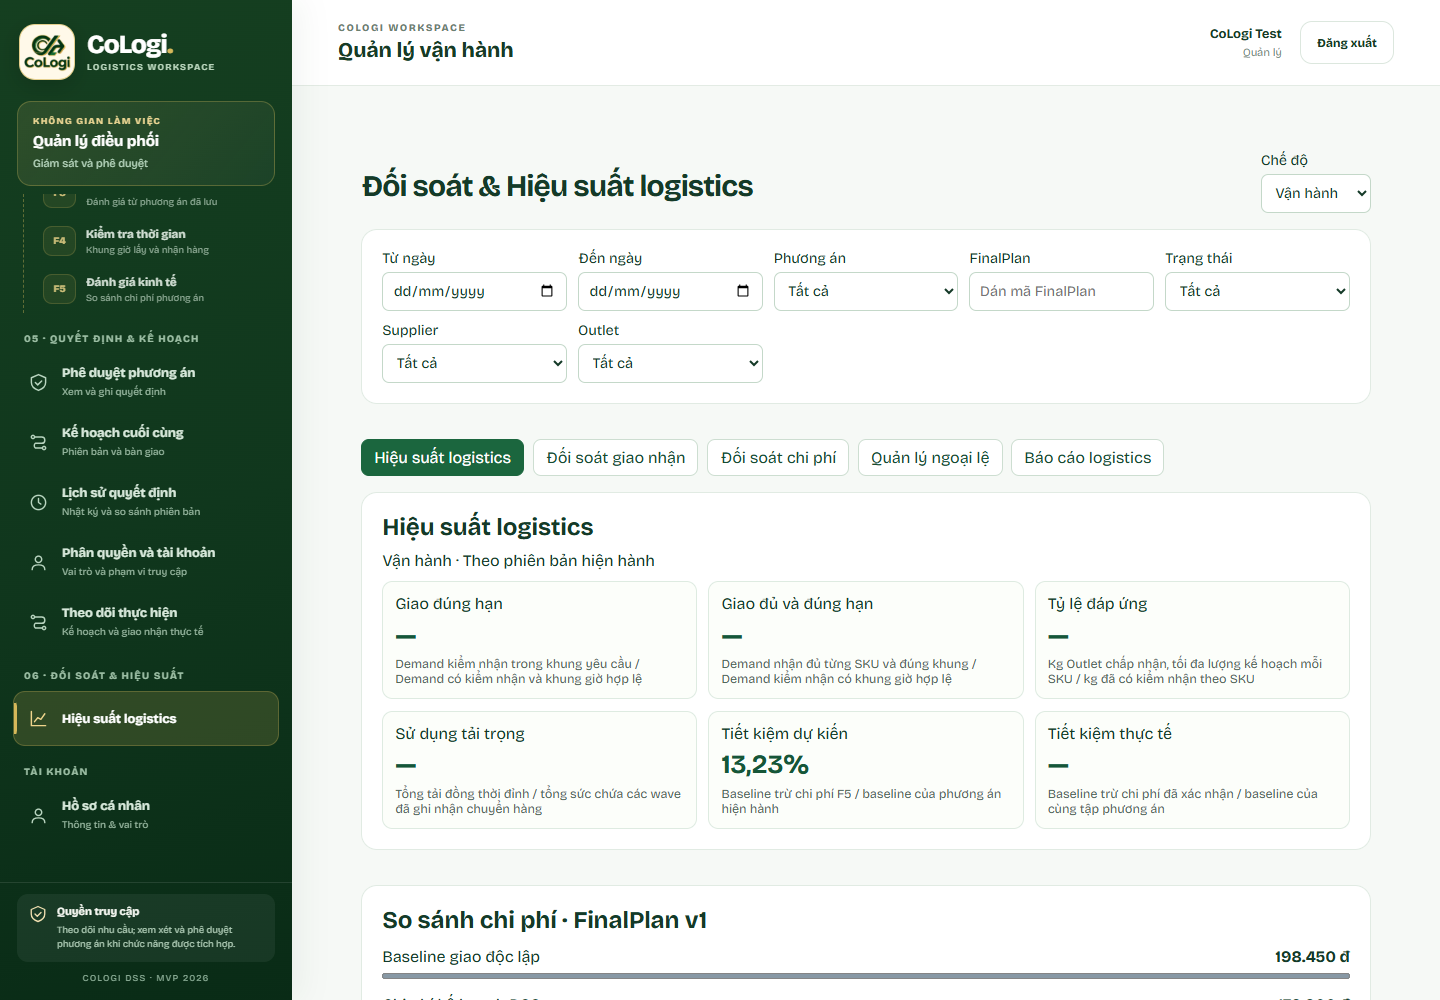 CoLogi
CoLogi.
LOGISTICS WORKSPACE
KHÔNG GIAN LÀM VIỆC
Quản lý điều phối
Giám sát và phê duyệt
Đánh giá từ phương án đã lưu
F4
Kiểm tra thời gian
Khung giờ lấy và nhận hàng
F5
Đánh giá kinh tế
So sánh chi phí phương án
05 · QUYẾT ĐỊNH & KẾ HOẠCH
Phê duyệt phương án
Xem và ghi quyết định
Kế hoạch cuối cùng
Phiên bản và bàn giao
Lịch sử quyết định
Nhật ký và so sánh phiên bản
Phân quyền và tài khoản
Vai trò và phạm vi truy cập
Theo dõi thực hiện
Kế hoạch và giao nhận thực tế
06 · ĐỐI SOÁT & HIỆU SUẤT
Hiệu suất logistics
TÀI KHOẢN
Hồ sơ cá nhân
Thông tin & vai trò
Quyền truy cập
Theo dõi nhu cầu; xem xét và phê duyệt
phương án khi chức năng được tích hợp.
COLOGI DSS · MVP 2026
COLOGI WORKSPACE
Quản lý vận hành
CoLogi Test
Quản lý
Đăng xuất
Đối soát & Hiệu suất logistics
Chế độ
Vận hành
Từ ngày
Đến ngày
Phương án
FinalPlan
Trạng thái
dd/mm/yyyy
dd/mm/yyyy
Tất cả
Dán mã FinalPlan
Tất cả
Supplier
Outlet
Tất cả
Tất cả
Hiệu suất logistics
Đối soát giao nhận
Đối soát chi phí
Quản lý ngoại lệ
Báo cáo logistics
Hiệu suất logistics
Vận hành · Theo phiên bản hiện hành
Giao đúng hạn
—
Demand kiểm nhận trong khung yêu cầu /
Demand có kiểm nhận và khung giờ hợp lệ
Giao đủ và đúng hạn
—
Demand nhận đủ từng SKU và đúng khung /
Demand kiểm nhận có khung giờ hợp lệ
Tỷ lệ đáp ứng
—
Kg Outlet chấp nhận, tối đa lượng kế hoạch mỗi
SKU / kg đã có kiểm nhận theo SKU
Sử dụng tải trọng
—
Tổng tải đồng thời đỉnh / tổng sức chứa các wave
đã ghi nhận chuyến hàng
Tiết kiệm dự kiến
13,23%
Baseline trừ chi phí F5 / baseline của phương án
hiện hành
Tiết kiệm thực tế
—
Baseline trừ chi phí đã xác nhận / baseline của
cùng tập phương án
So sánh chi phí · FinalPlan v1
Baseline giao độc lập
198.450 đ